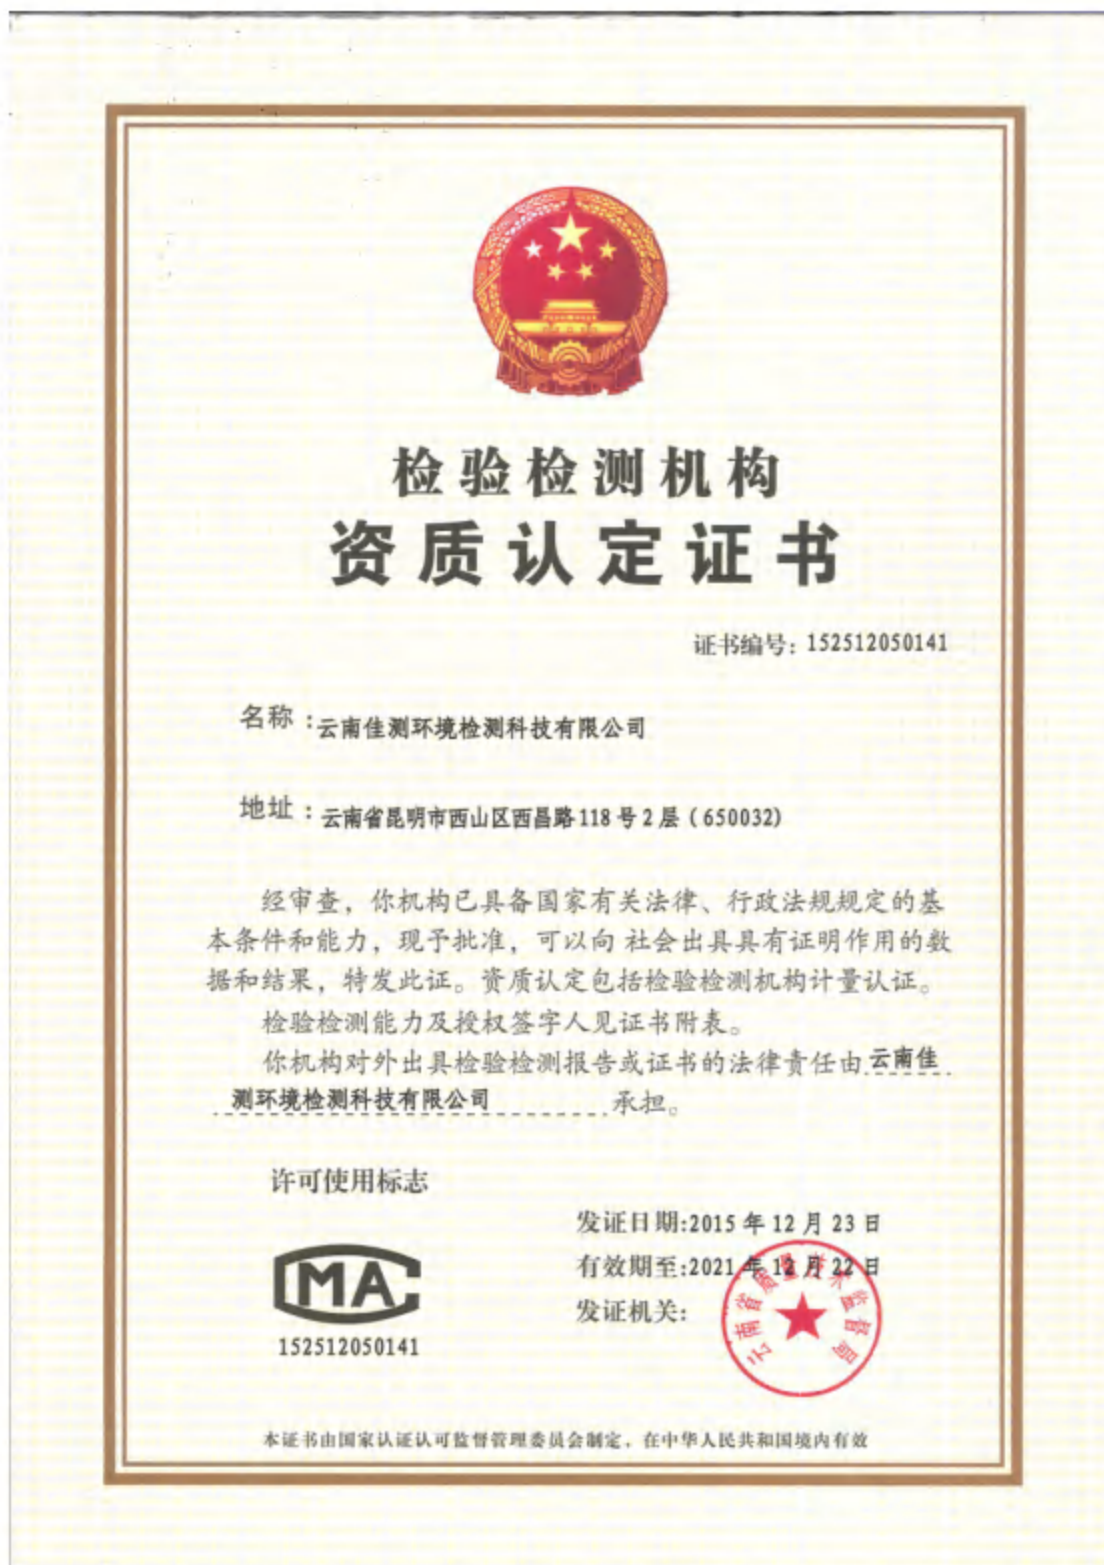 检验检测机构
资质认定证书
证书编号：152512050141
名称：云南佳测环境检测科技有限公司
地址：云南省昆明市西山区西昌路118号2层（650032）
经审查，你机构已具备国家有关法律、行政法规规定的基
本条件和能力，现予批准，可以向 社会出具具有证明作用的数
据和结果，特发此证。资质认定包括检验检测机构计量认证。
检验检测能力及授权签字人见证书附表。
你机构对外出具检验检测报告或证书的法律责任由云南佳
测环境检测科技有限公司 承担。
许可使用标志
MA
152512050141
发证日期:2015年12月23日
有效期至:2021年12月22日
发证机关:
云南省质量技术监督局
本证书由国家认证认可监督管理委员会制定，在中华人民共和国境内有效